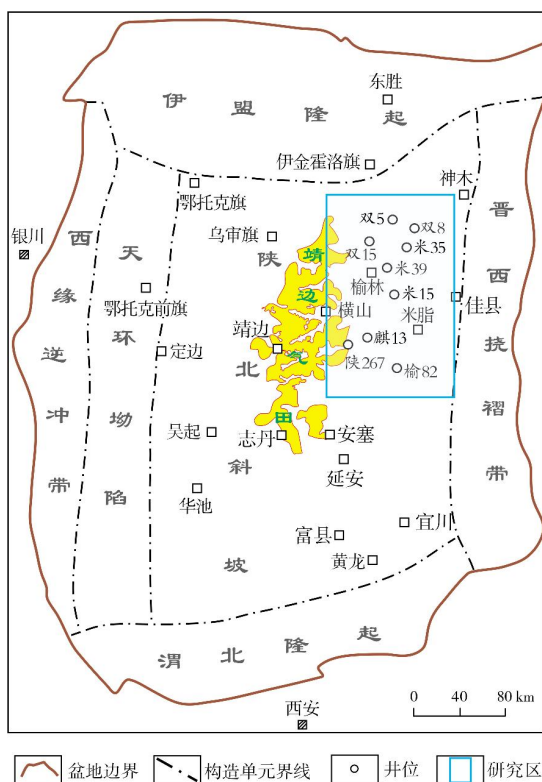 伊盟隆起
东胜
伊金霍洛旗
神木
鄂托克旗
双5
双8
乌审旗
双15
米35
银川
米39
榆林
鄂托克前旗
米15
佳县
横山
米脂
靖边
定边
麒13
陕267
榆82
吴起
志丹
安塞
延安
华池
宜川
富县
黄龙
西缘逆冲带
天环坳陷
陕北斜坡
靖边气田
晋西挠褶带
渭北隆起
西安
0 40 80 km
盆地边界
构造单元界线
井位
研究区